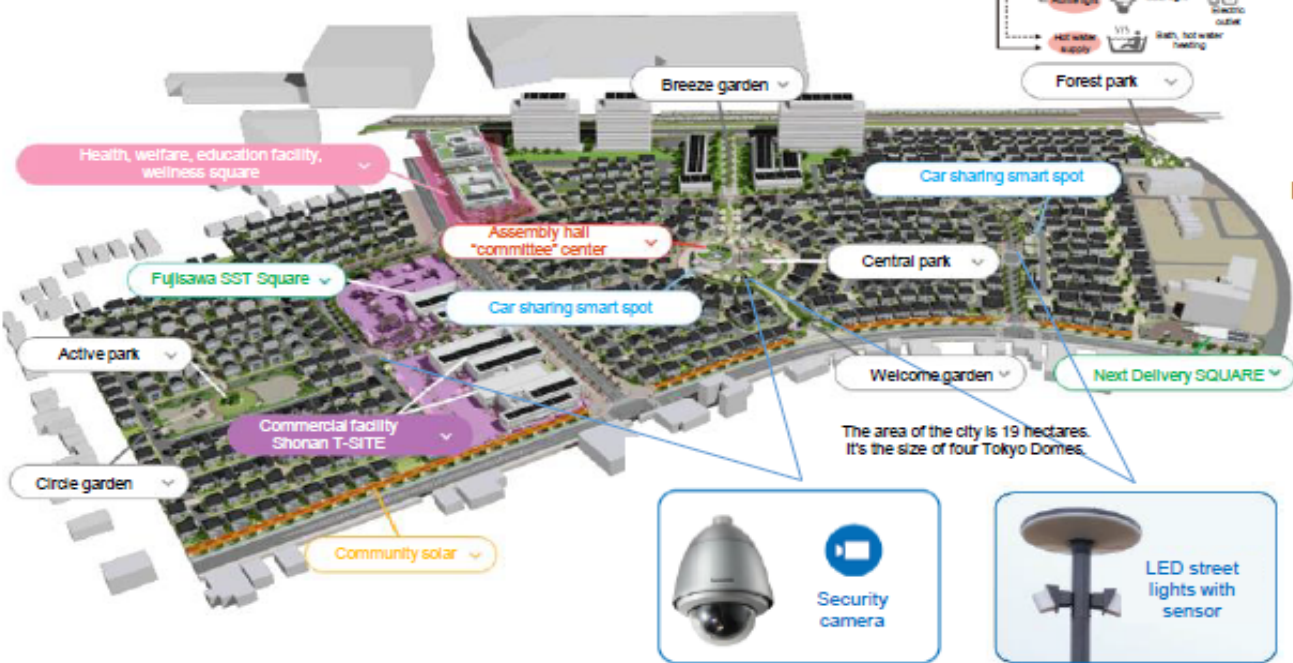 Electric
outlet
Hot water
supply
Bath, hot water
heating
Breeze garden
Forest park
Health, welfare, education facility,
wellness square
Car sharing smart spot
Assembly hall
"committee" center
Central park
Fujisawa SST Square
Car sharing smart spot
Active park
Welcome garden
Next Delivery SQUARE
Commercial facility
Shonan T-SITE
The area of the city is 19 hectares.
It's the size of four Tokyo Domes.
Circle garden
Community solar
Security
camera
LED street
lights with
sensor